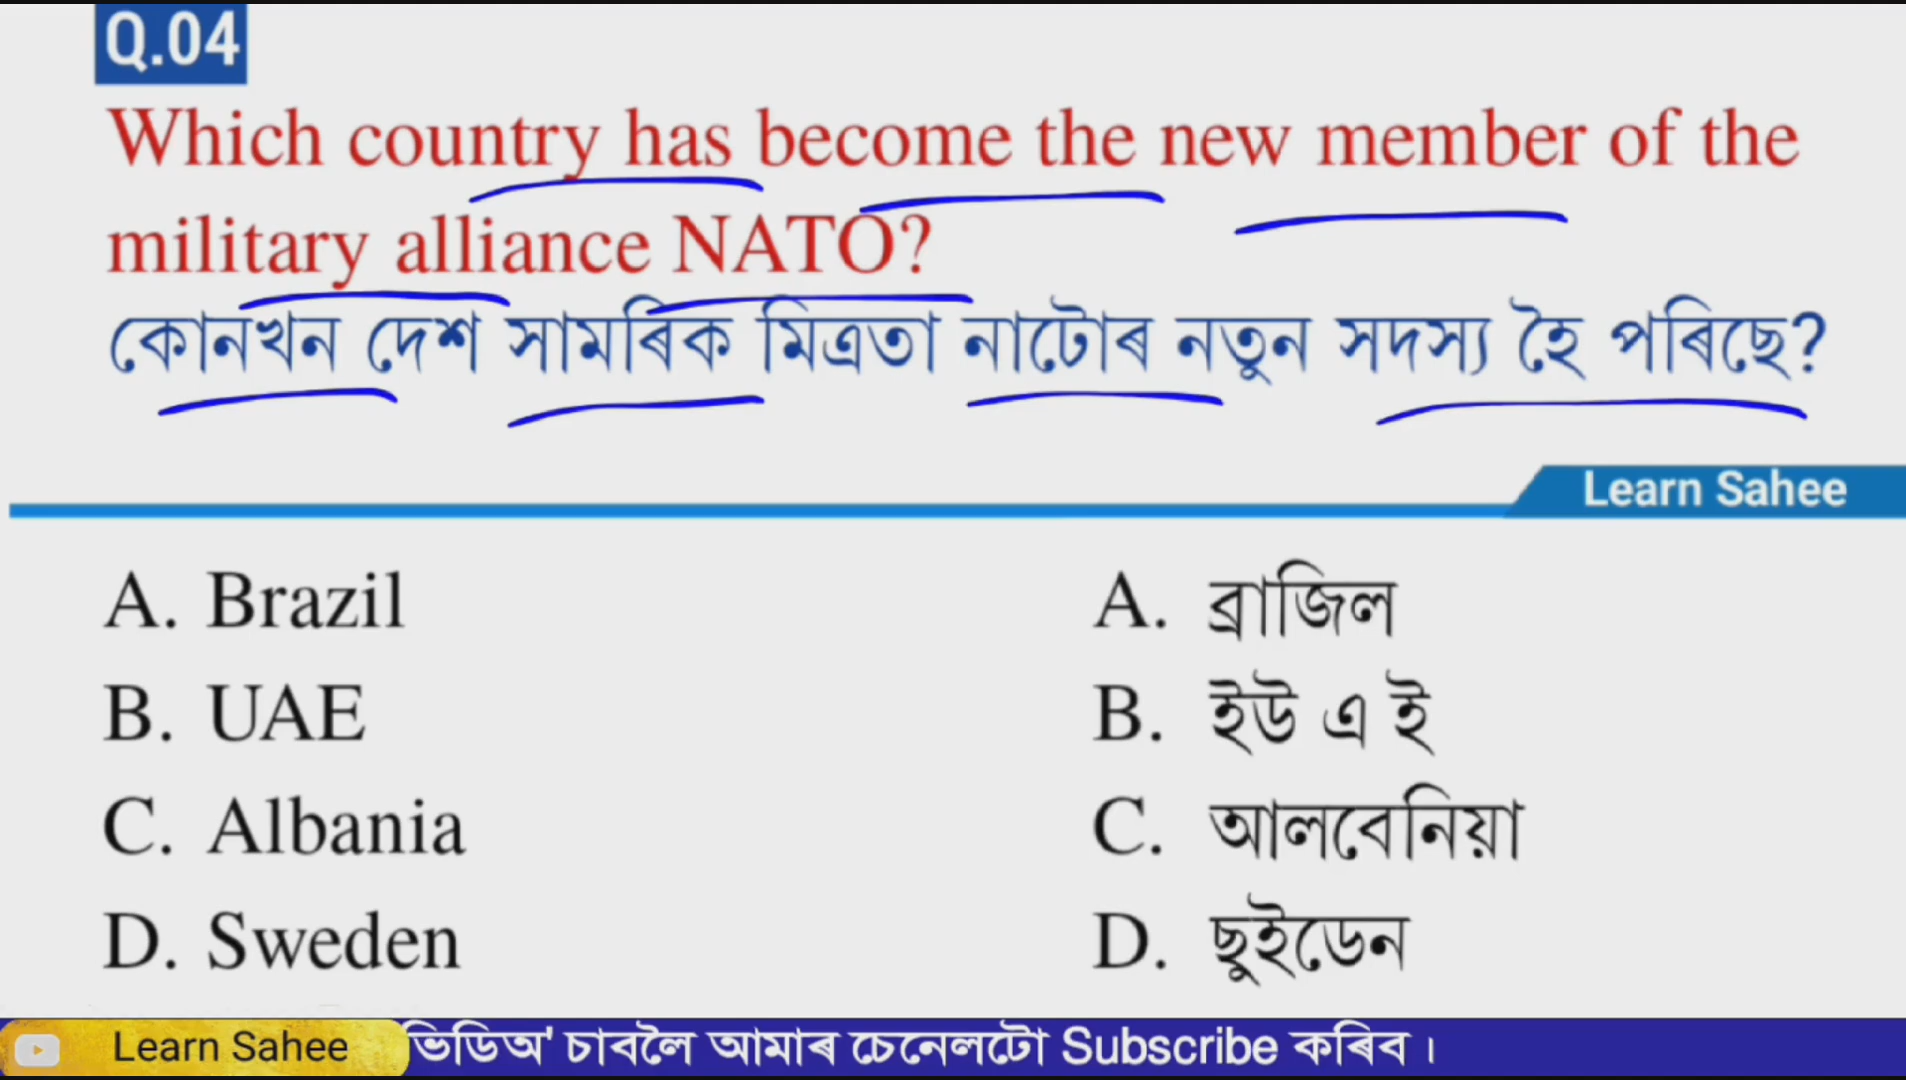 Q.04
Which country has become the new member of the
military alliance NATO?
কোনখন দেশ সামৰিক মিত্ৰতা নাটোৰ নতুন সদস্য হৈ পৰিছে?
Learn Sahee
A. Brazil
B. UAE
C. Albania
D. Sweden
A. ব্ৰাজিল
B. ইউ এ ই
C. আলবেনিয়া
D. ছুইডেন
Learn Sahee
ভিডিঅ' চাবলৈ আমাৰ চেনেলটো Subscribe কৰিব।